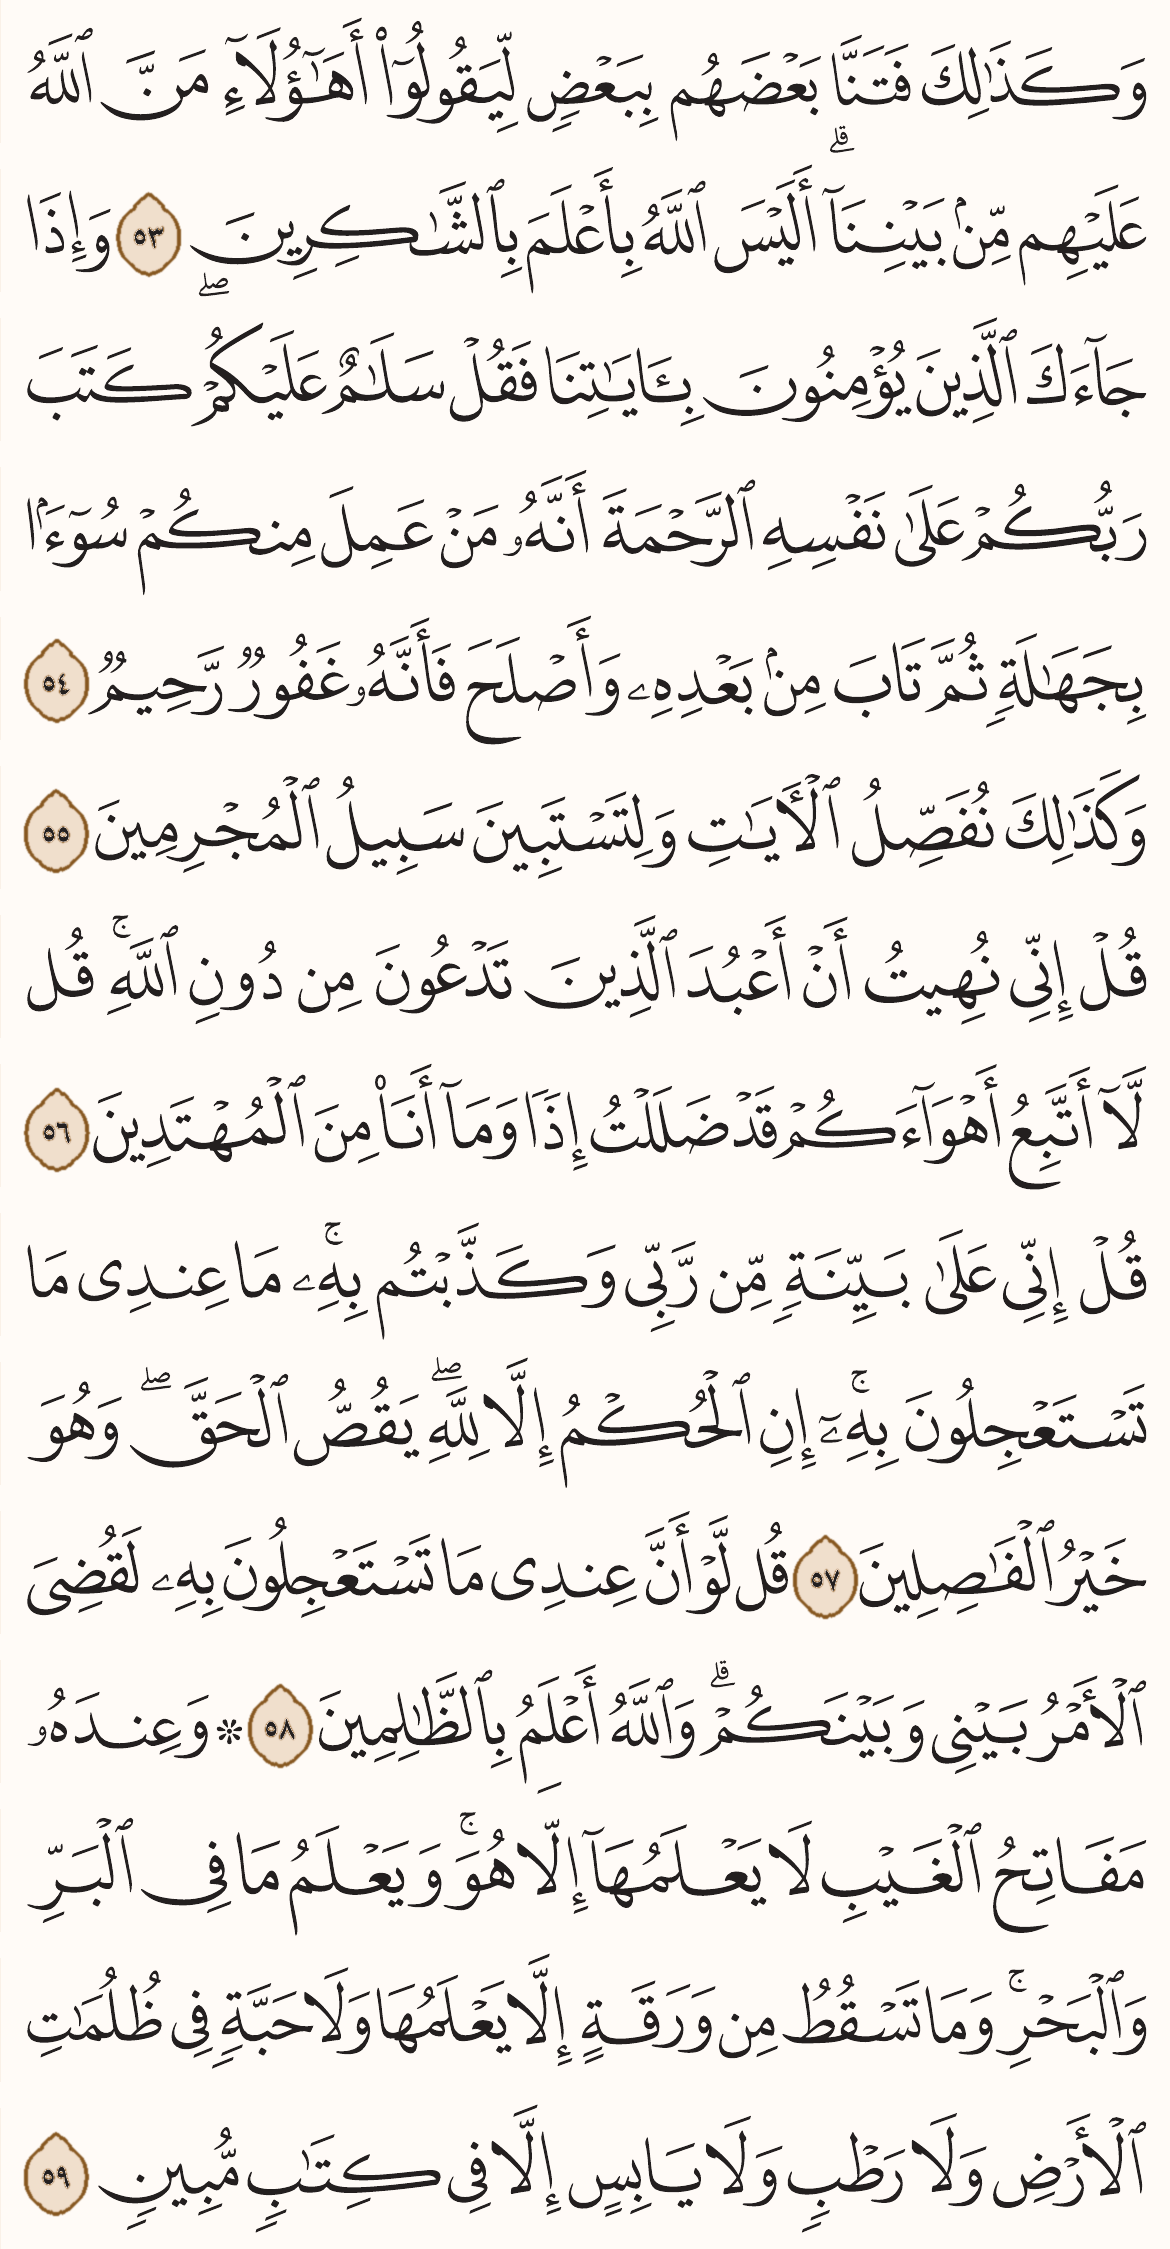 وَكَذَٰلِكَ فَتَنَّا بَعْضَهُم بِبَعْضٍ لِّيَقُولُوٓا۟ أَهَـٰٓؤُلَآءِ مَنَّ ٱللَّهُ
عَلَيْهِم مِّنۢ بَيْنِنَآ ۗ أَلَيْسَ ٱللَّهُ بِأَعْلَمَ بِٱلشَّـٰكِرِينَ ٥٣ وَإِذَا
جَآءَكَ ٱلَّذِينَ يُؤْمِنُونَ بِـَٔايَـٰتِنَا فَقُلْ سَلَـٰمٌ عَلَيْكُمْ ۖ كَتَبَ
رَبُّكُمْ عَلَىٰ نَفْسِهِ ٱلرَّحْمَةَ أَنَّهُۥ مَنْ عَمِلَ مِنكُمْ سُوٓءًۢا
بِجَهَـٰلَةٍ ثُمَّ تَابَ مِنۢ بَعْدِهِۦ وَأَصْلَحَ فَأَنَّهُۥ غَفُورٌ رَّحِيمٌ ٥٤
وَكَذَٰلِكَ نُفَصِّلُ ٱلْـَٔايَـٰتِ وَلِتَسْتَبِينَ سَبِيلُ ٱلْمُجْرِمِينَ ٥٥
قُلْ إِنِّى نُهِيتُ أَنْ أَعْبُدَ ٱلَّذِينَ تَدْعُونَ مِن دُونِ ٱللَّهِ ۚ قُل
لَّآ أَتَّبِعُ أَهْوَآءَكُمْ قَدْ ضَلَلْتُ إِذًا وَمَآ أَنَا۠ مِنَ ٱلْمُهْتَدِينَ ٥٦
قُلْ إِنِّى عَلَىٰ بَيِّنَةٍ مِّن رَّبِّى وَكَذَّبْتُم بِهِۦ ۚ مَا عِندِى مَا
تَسْتَعْجِلُونَ بِهِۦٓ ۚ إِنِ ٱلْحُكْمُ إِلَّا لِلَّهِ ۖ يَقُصُّ ٱلْحَقَّ ۖ وَهُوَ
خَيْرُ ٱلْفَـٰصِلِينَ ٥٧ قُل لَّوْ أَنَّ عِندِى مَا تَسْتَعْجِلُونَ بِهِۦ لَقُضِىَ
ٱلْأَمْرُ بَيْنِى وَبَيْنَكُمْ ۗ وَٱللَّهُ أَعْلَمُ بِٱلظَّـٰلِمِينَ ٥٨ * وَعِندَهُۥ
مَفَاتِحُ ٱلْغَيْبِ لَا يَعْلَمُهَآ إِلَّا هُوَ ۚ وَيَعْلَمُ مَا فِى ٱلْبَرِّ
وَٱلْبَحْرِ ۚ وَمَا تَسْقُطُ مِن وَرَقَةٍ إِلَّا يَعْلَمُهَا وَلَا حَبَّةٍ فِى ظُلُمَـٰتِ
ٱلْأَرْضِ وَلَا رَطْبٍ وَلَا يَابِسٍ إِلَّا فِى كِتَـٰبٍ مُّبِينٍ ٥٩